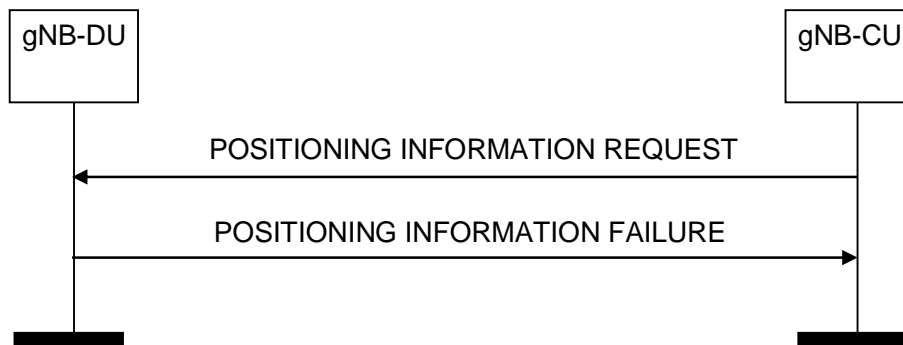 gNB-DU
gNB-CU
POSITIONING INFORMATION REQUEST
POSITIONING INFORMATION FAILURE